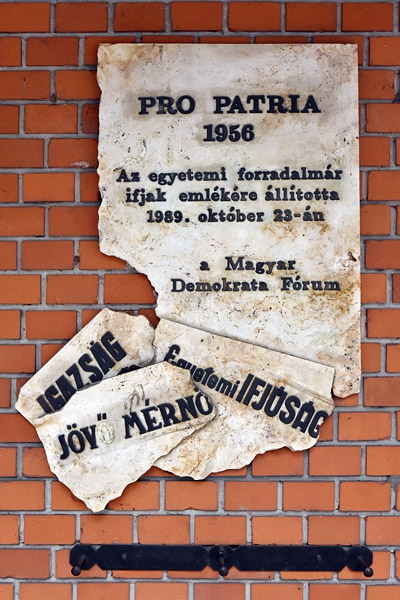 PRO PATRIA
1956
Az egyetemi forradalmár
ifjak emlékére állította
1989. október 23-án
a Magyar
Demokrata Fórum
IGAZSÁG
Egyetemi IFJÚSÁG
JÖVŐ MÉRNÖ